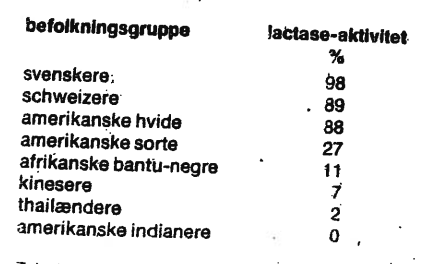 befolkningsgruppe lactase-aktivitet
%
svenskere 98
schweizere 89
amerikanske hvide 88
amerikanske sorte 27
afrikanske bantu-negre 11
kinesere 7
thailændere 2
amerikanske indianere 0